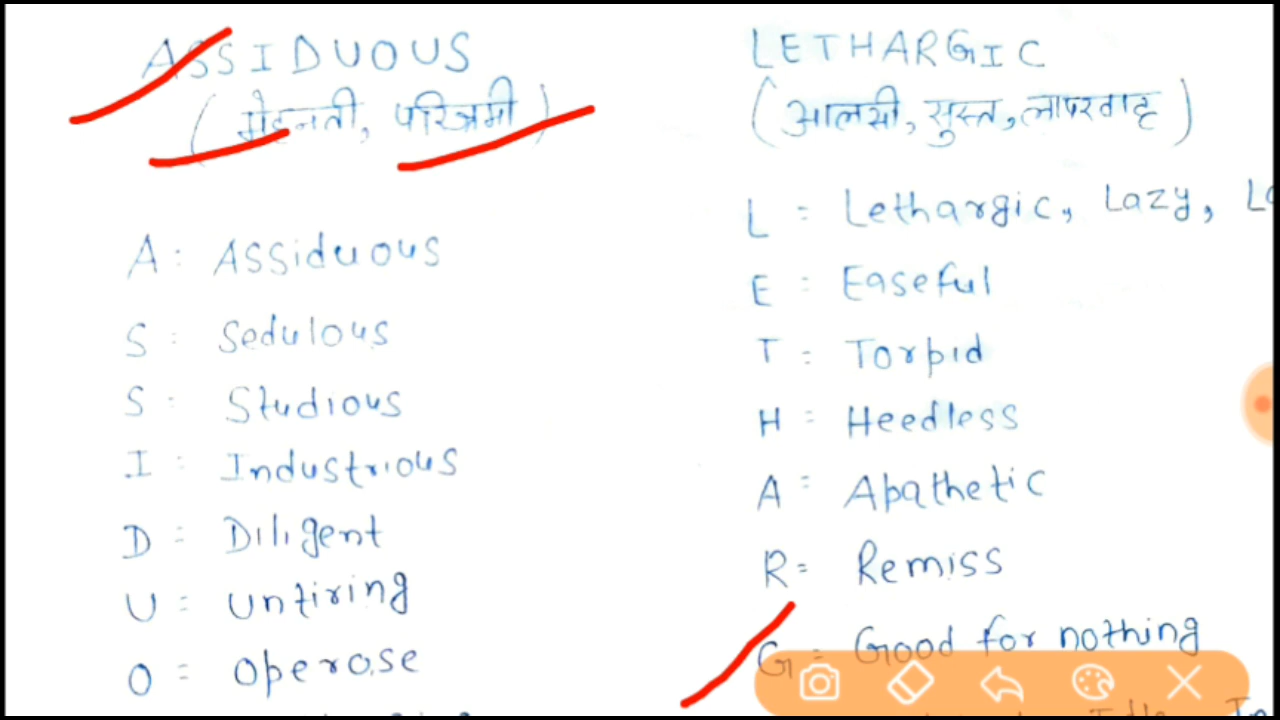 ASSIDUOUS
(मेहनती, परिश्रमी)
A : Assiduous
S : Sedulous
S : Studious
I : Industrious
D = Diligent
U = Untiring
O = Operose
LETHARGIC
(आलसी, सुस्त, लापरवाह)
L = Lethargic, Lazy,
E = Easeful
T = Torpid
H = Heedless
A = Apathetic
R = Remiss
G = Good for nothing